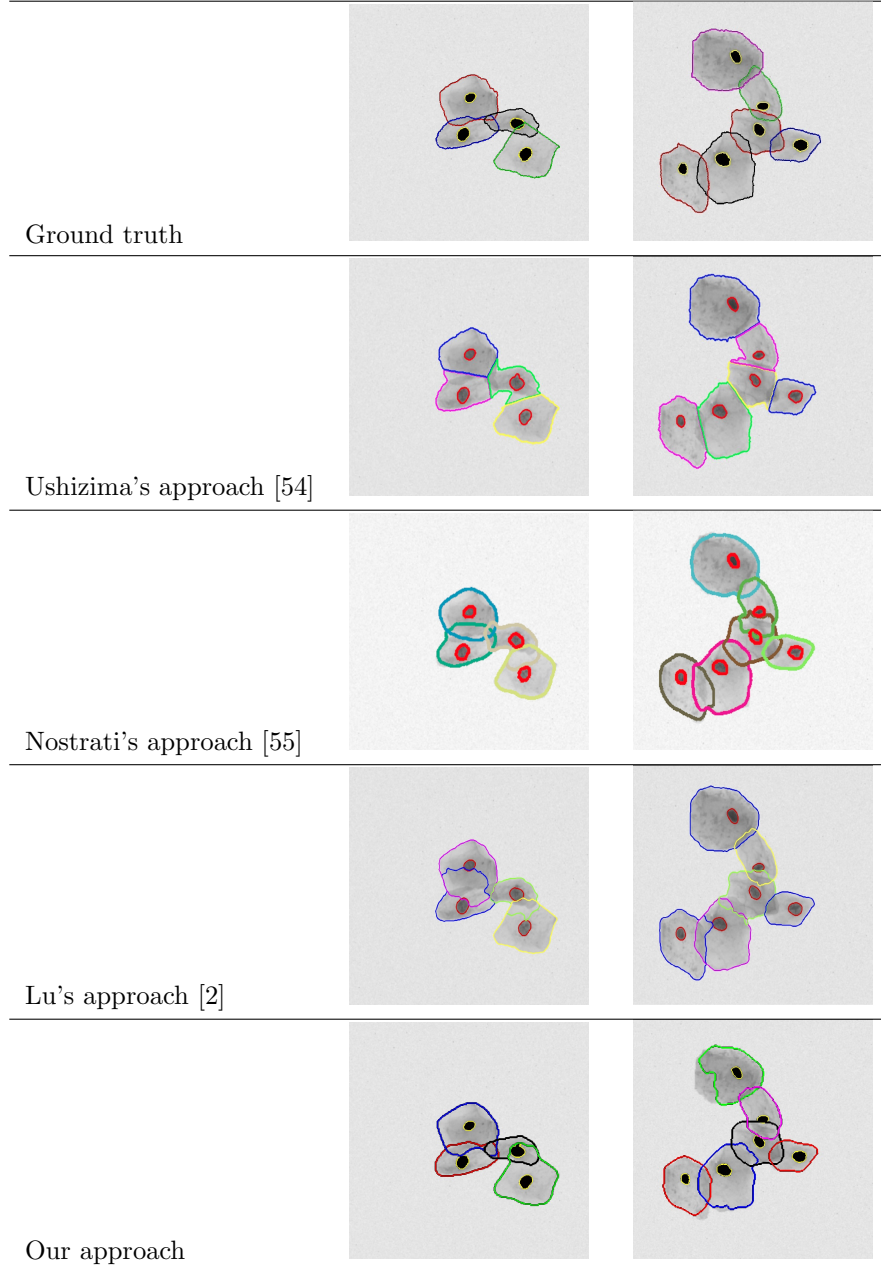 Ground truth
Ushizima's approach [54]
Nostrati's approach [55]
Lu's approach [2]
Our approach